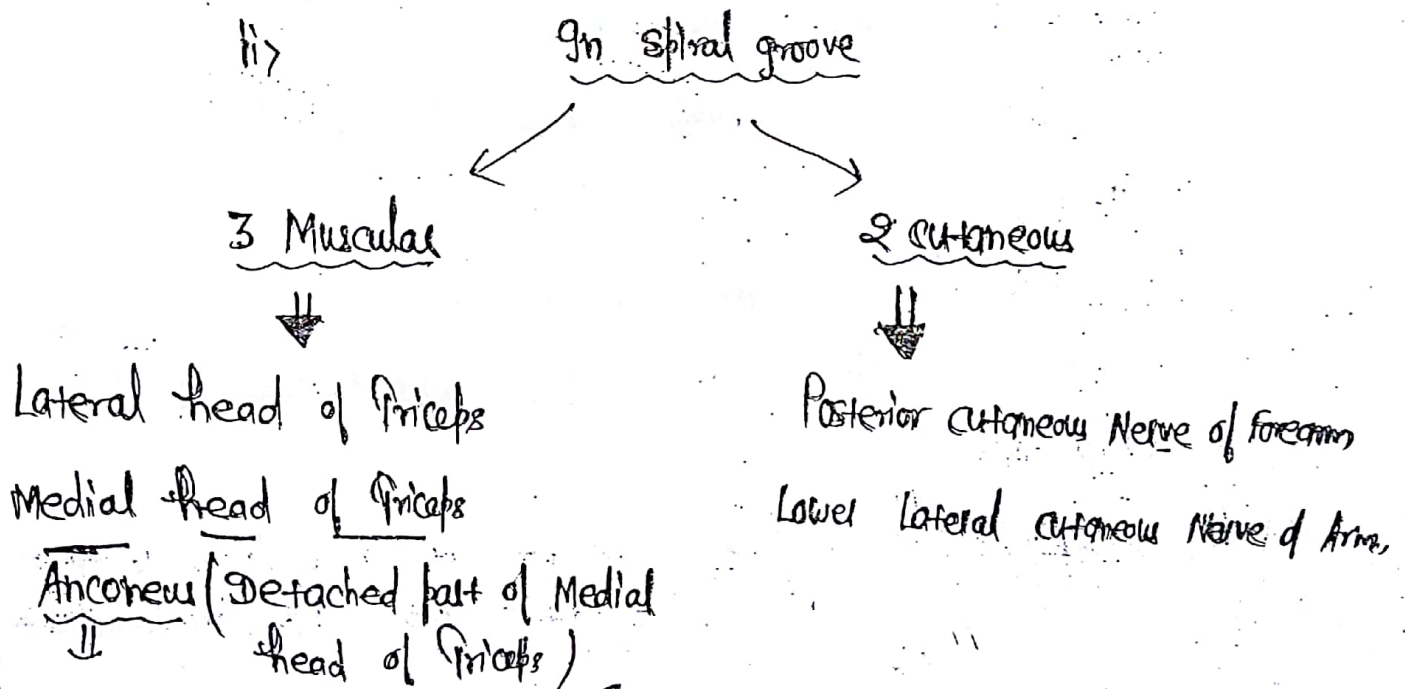 ii>
In spiral groove
3 Muscular
2 cutaneous
Lateral head of Triceps
Medial head of Triceps
Anconeus (Detached part of Medial
head of Triceps)
Posterior cutaneous Nerve of forearm
Lower Lateral cutaneous Nerve of Arm.